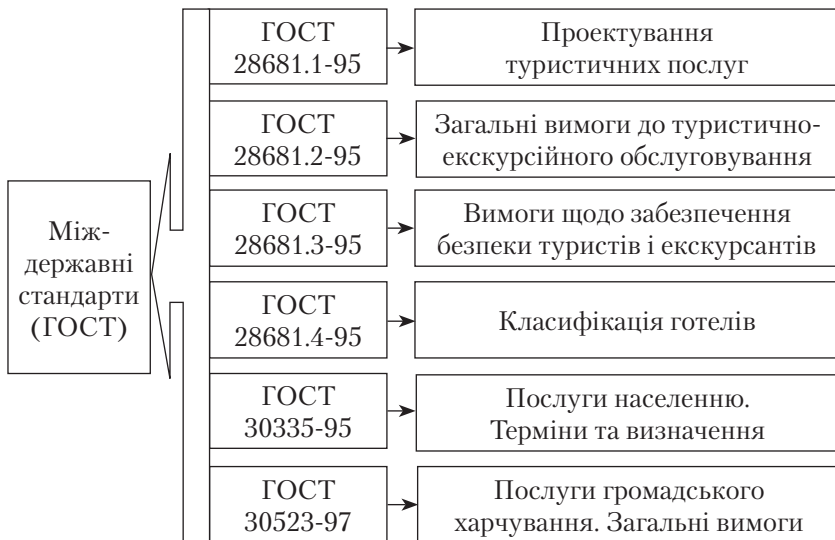 Між-
державні
стандарти
(ГОСТ)
ГОСТ
28681.1-95
Проектування
туристичних послуг
ГОСТ
28681.2-95
Загальні вимоги до туристично-
екскурсійного обслуговування
ГОСТ
28681.3-95
Вимоги щодо забезпечення
безпеки туристів і екскурсантів
ГОСТ
28681.4-95
Класифікація готелів
ГОСТ
30335-95
Послуги населенню.
Терміни та визначення
ГОСТ
30523-97
Послуги громадського
харчування. Загальні вимоги